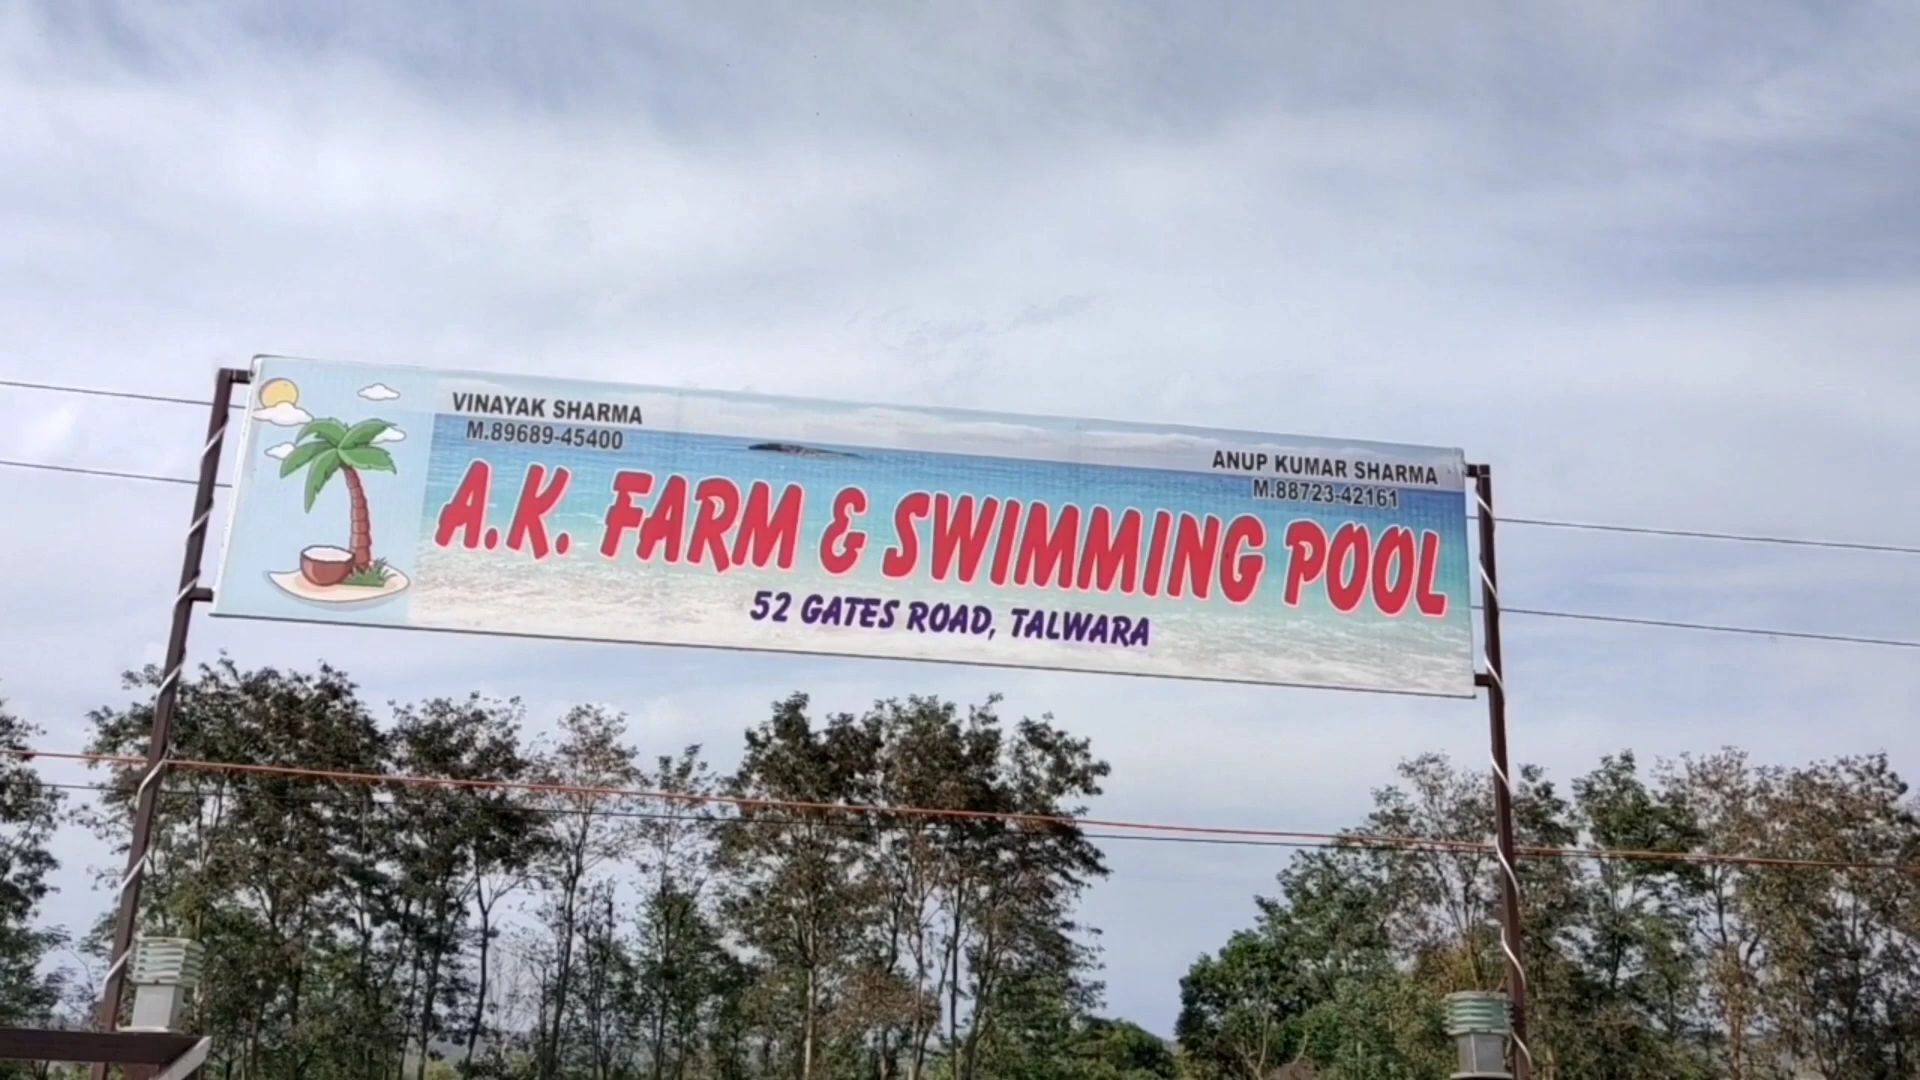 VINAYAK SHARMA
M.89689-45400
ANUP KUMAR SHARMA
M.88723-42161
A.K. FARM & SWIMMING POOL
52 GATES ROAD, TALWARA